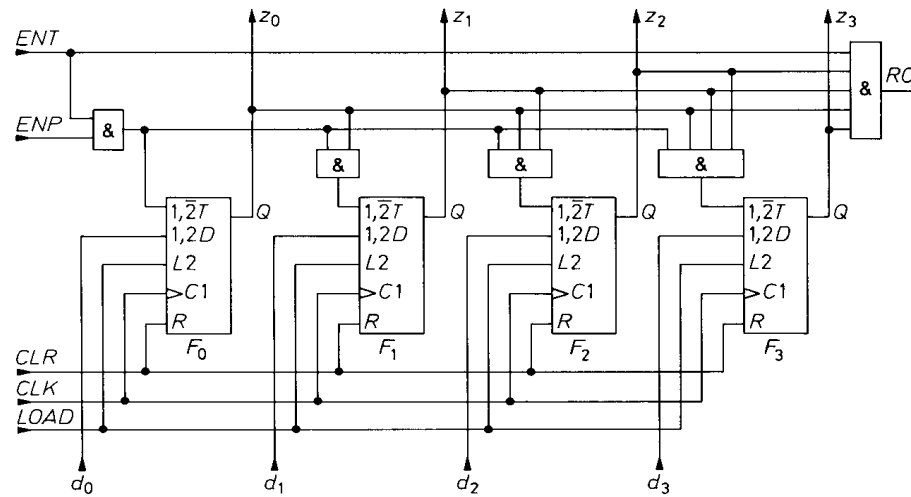 z₀ z₁ z₂ z₃
ENT
& RC
ENP & & & &
1,2̄T Q 1,2̄T Q 1,2̄T Q 1,2̄T Q
1,2D 1,2D 1,2D 1,2D
L2 L2 L2 L2
C1 C1 C1 C1
R R R R
F₀ F₁ F₂ F₃
CLR
CLK
LOAD
d₀ d₁ d₂ d₃